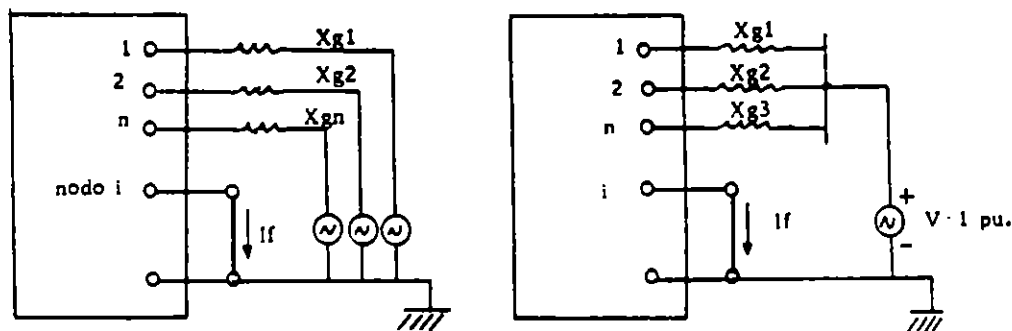 1
Xg1
2
Xg2
n
Xgn
nodo i
If
1
Xg1
2
Xg2
n
Xg3
i
If
+
V·1 pu.
-